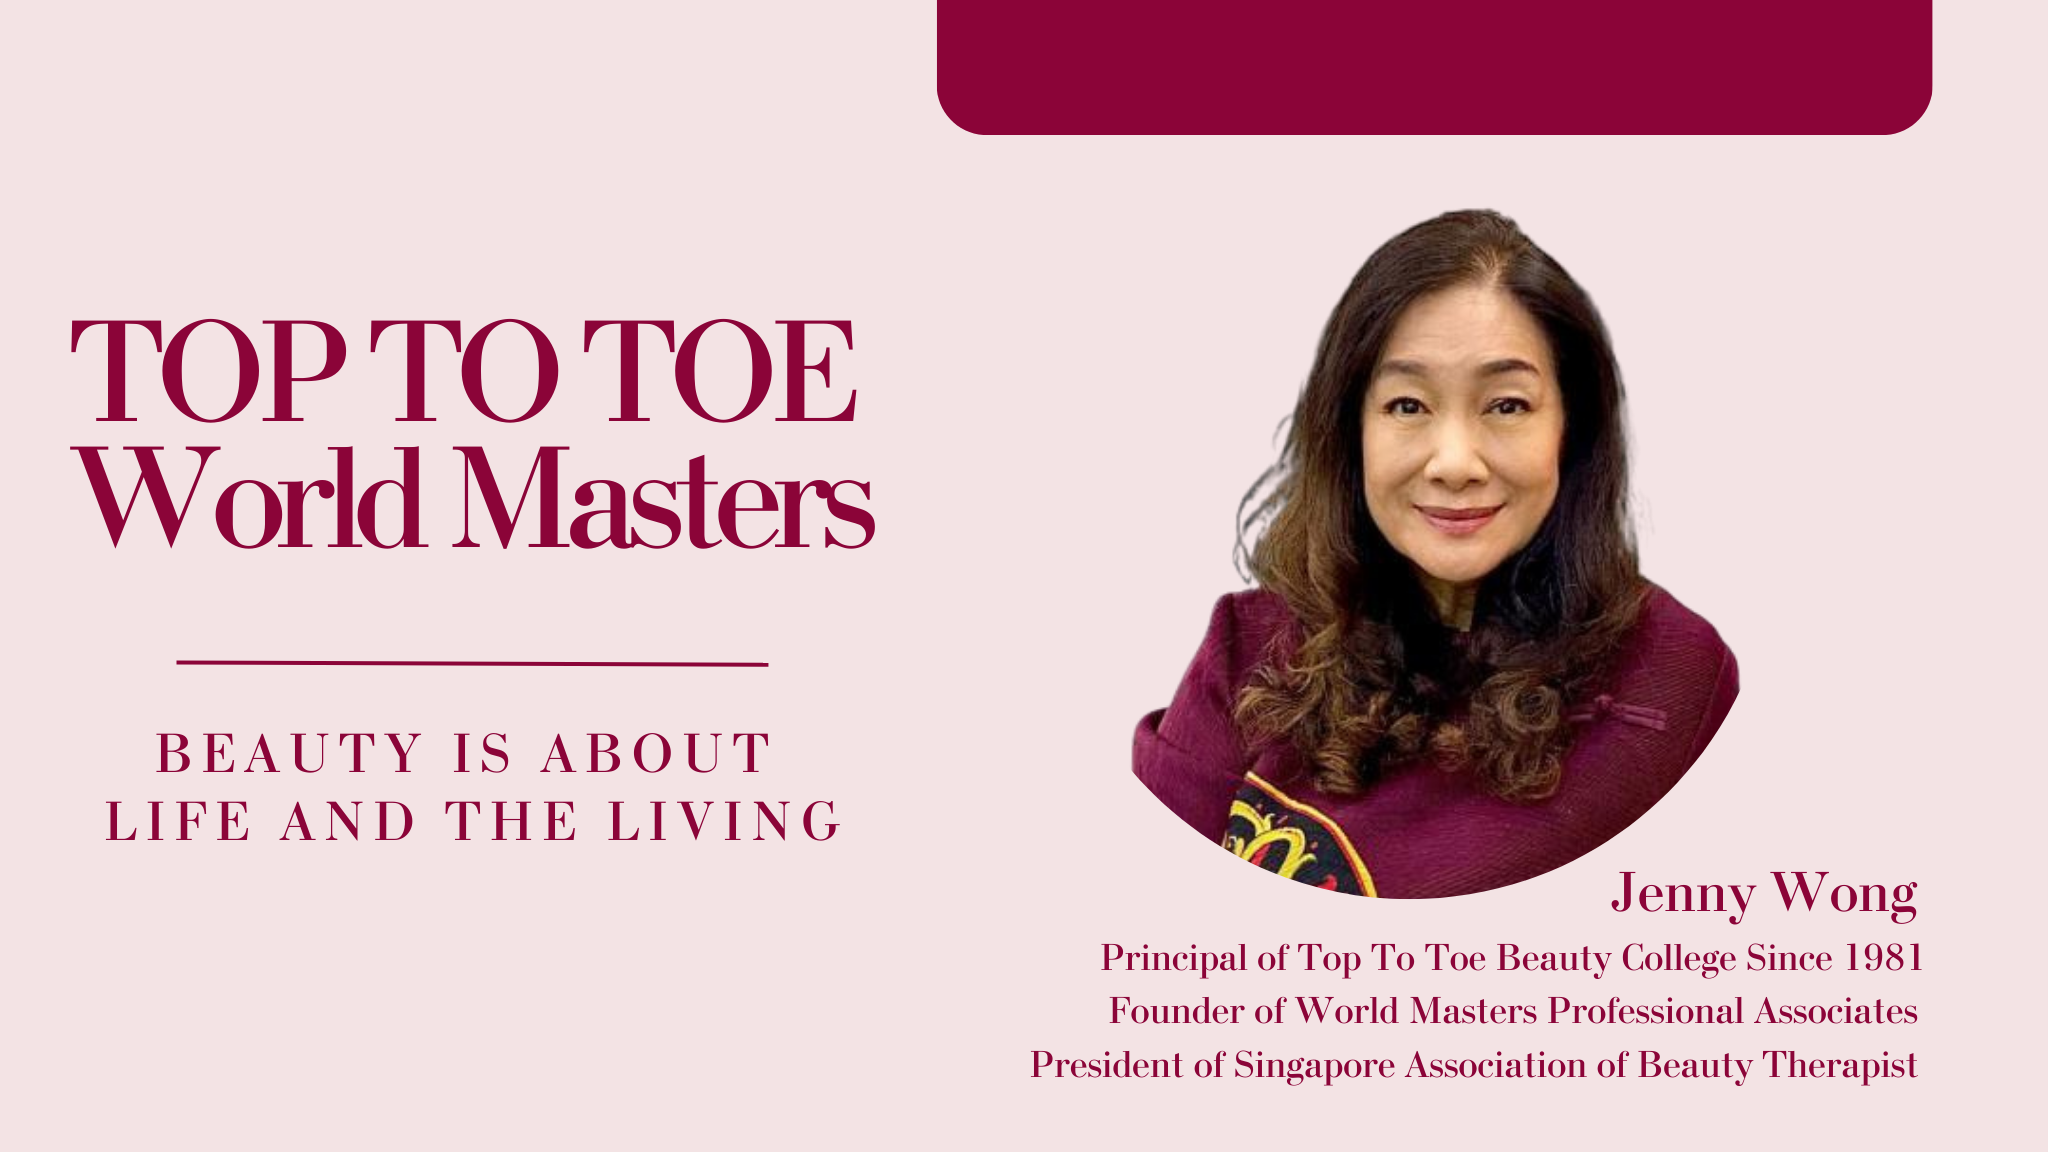 TOP TO TOE
World Masters
BEAUTY IS ABOUT
LIFE AND THE LIVING
Jenny Wong
Principal of Top To Toe Beauty College Since 1981
Founder of World Masters Professional Associates
President of Singapore Association of Beauty Therapist